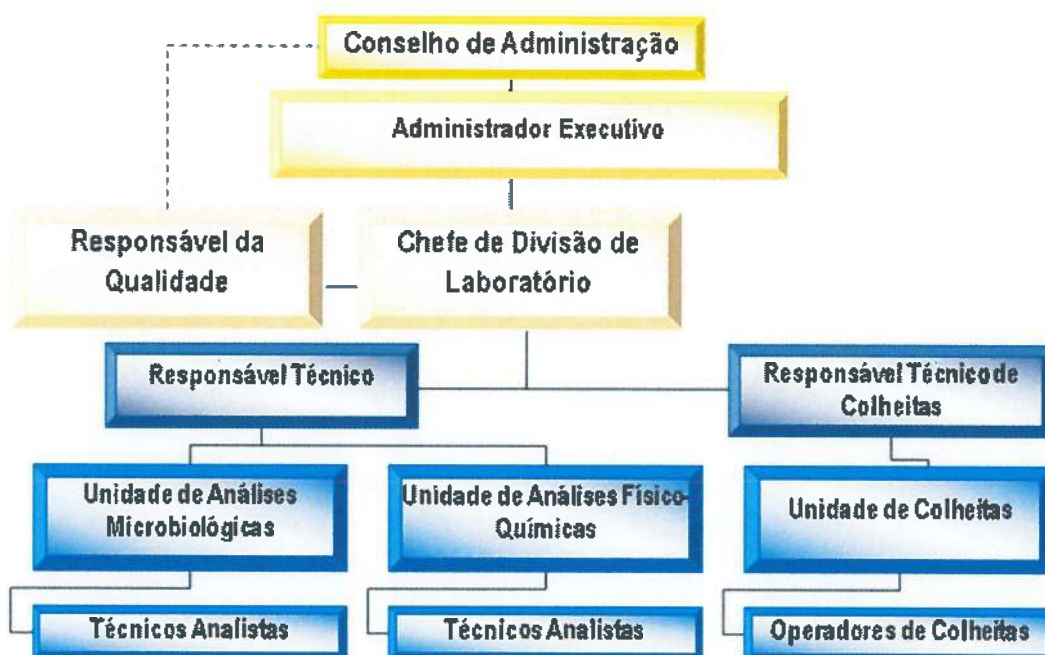 Conselho de Administração
Administrador Executivo
Responsável da
Qualidade
Chefe de Divisão de
Laboratório
Responsável Técnico
Responsável Técnico de
Colheitas
Unidade de Análises
Microbiológicas
Unidade de Análises Físico-
Químicas
Unidade de Colheitas
Técnicos Analistas
Técnicos Analistas
Operadores de Colheitas